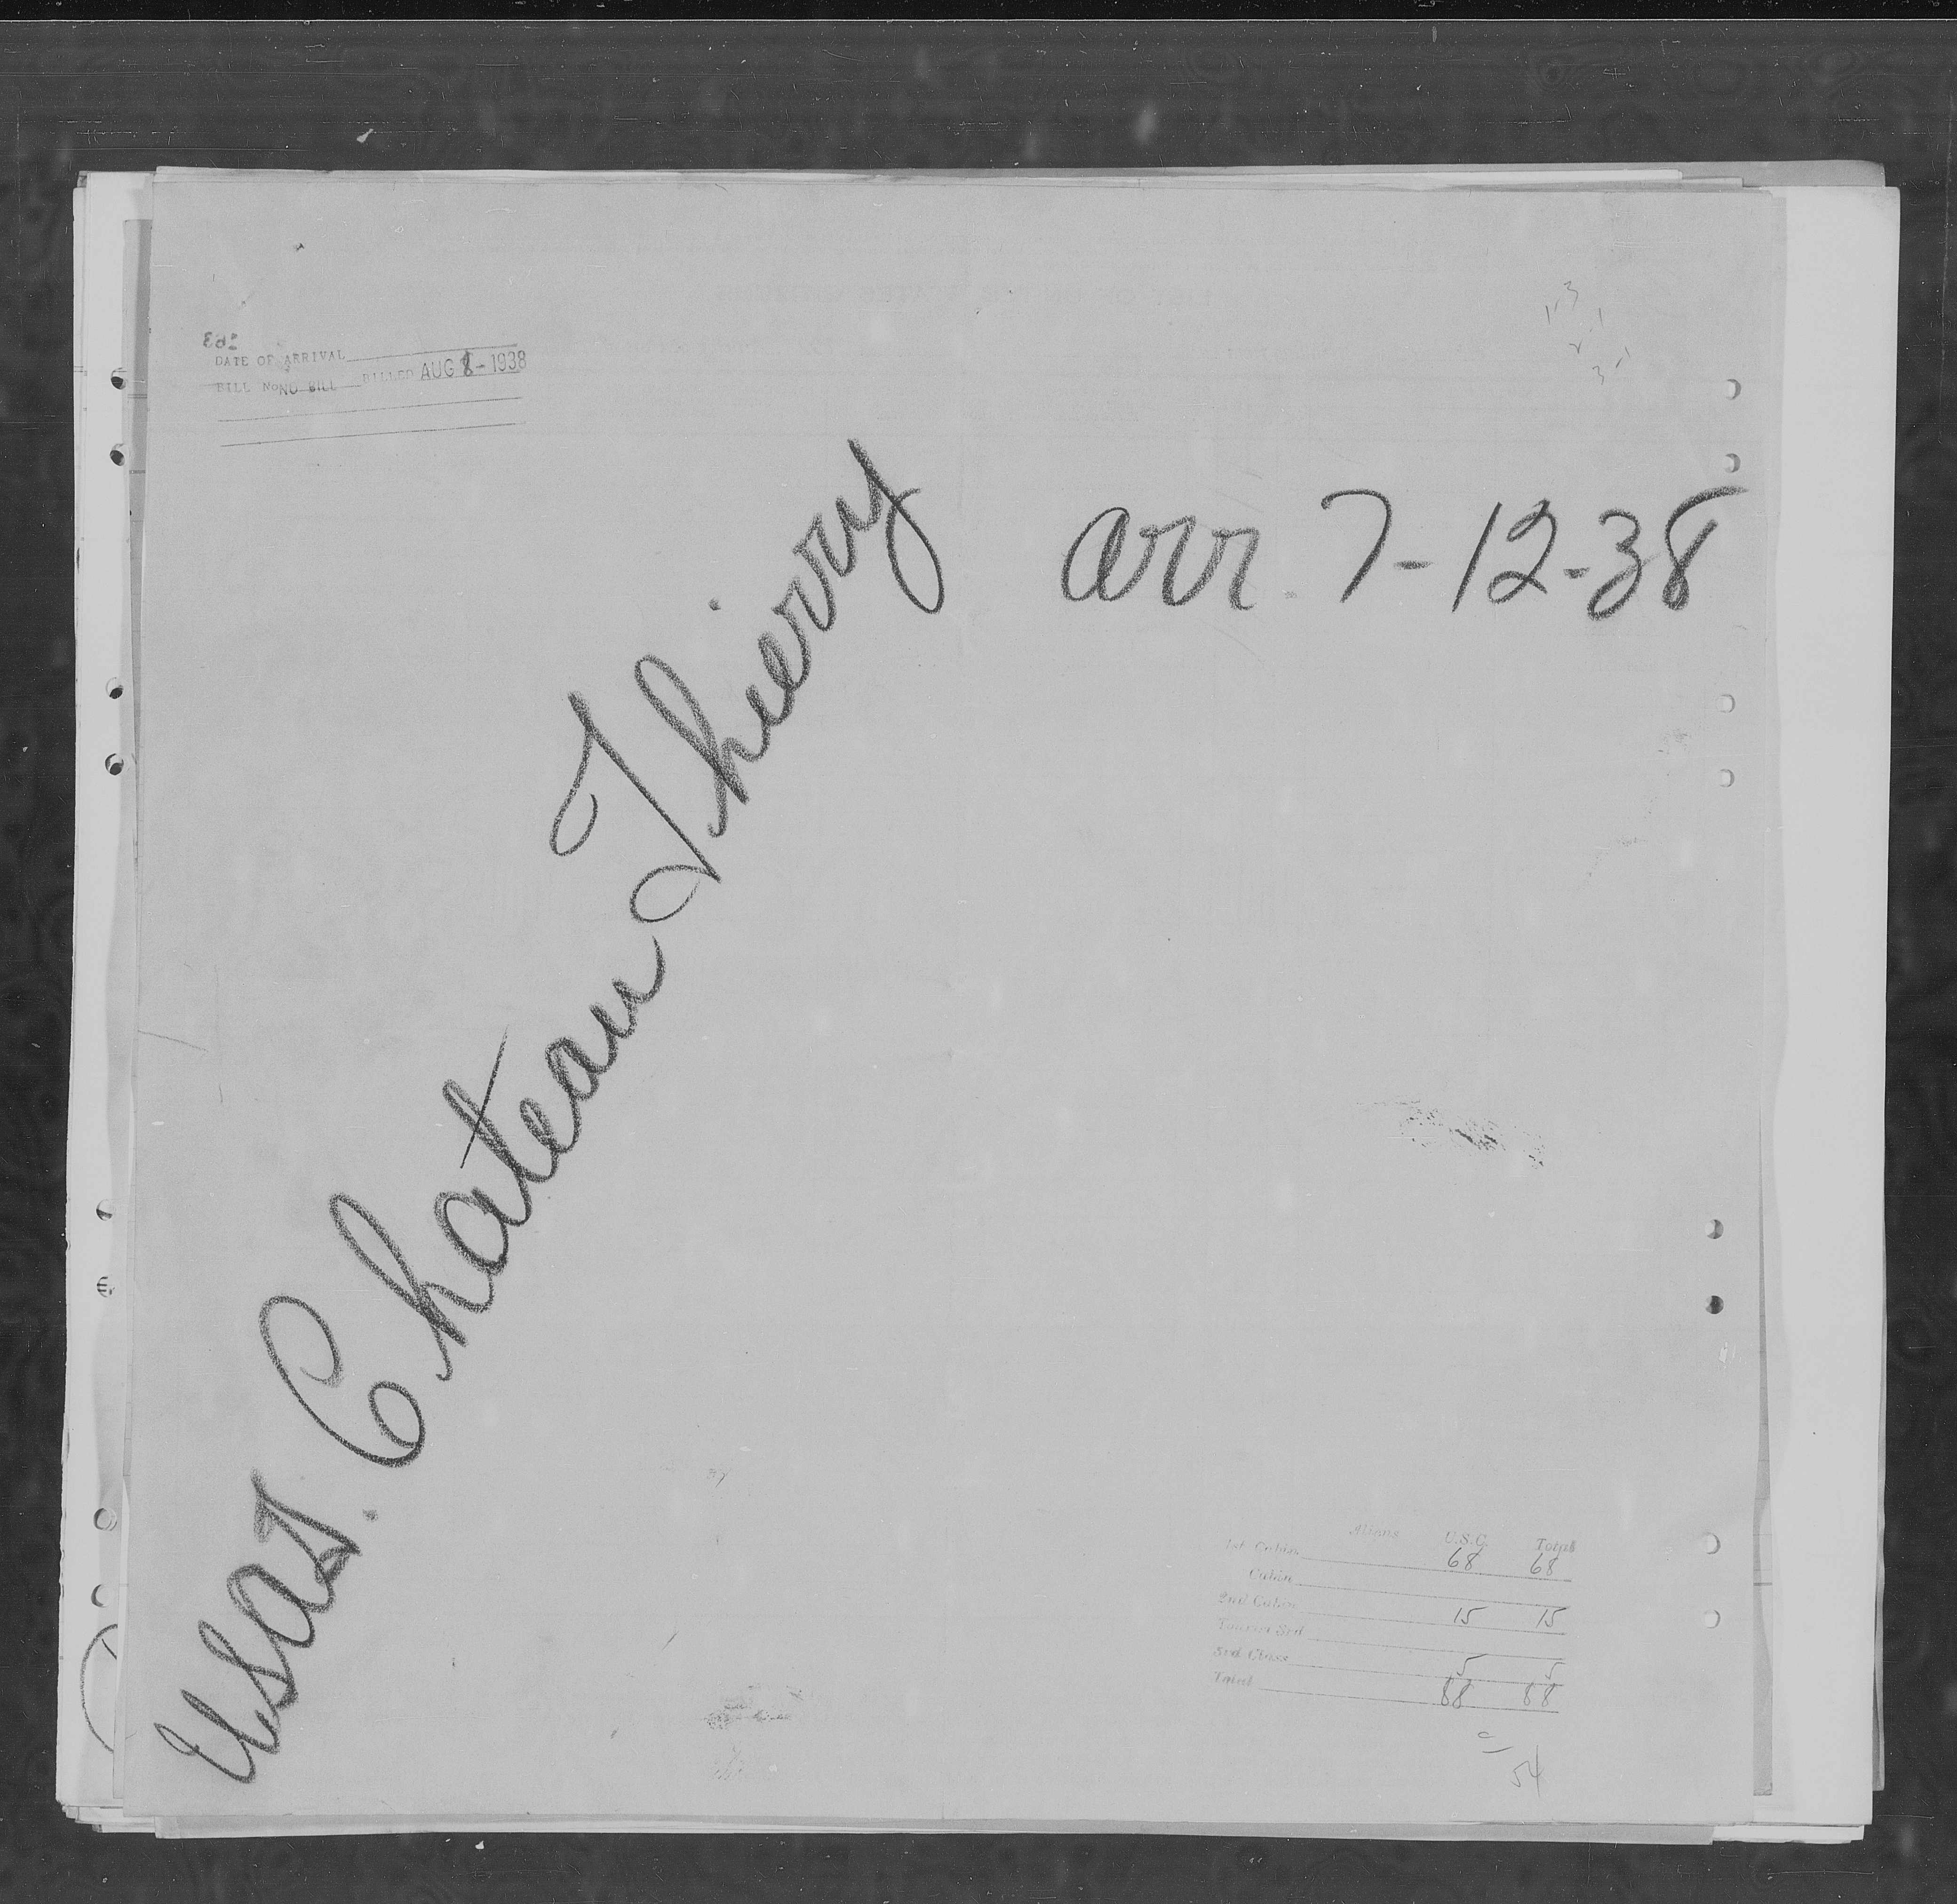 DATE OF ARRIVAL
BILL No NO BILL BILLED AUG 8 - 1938
arr. 7-12-38
Usat. Chateau Thierry
Aliens U.S.C. Total
1st Cabin 68 68
Cabin
2nd Cabin 15 15
Tourist 3rd
3rd Class 5 5
Total 88 88
54